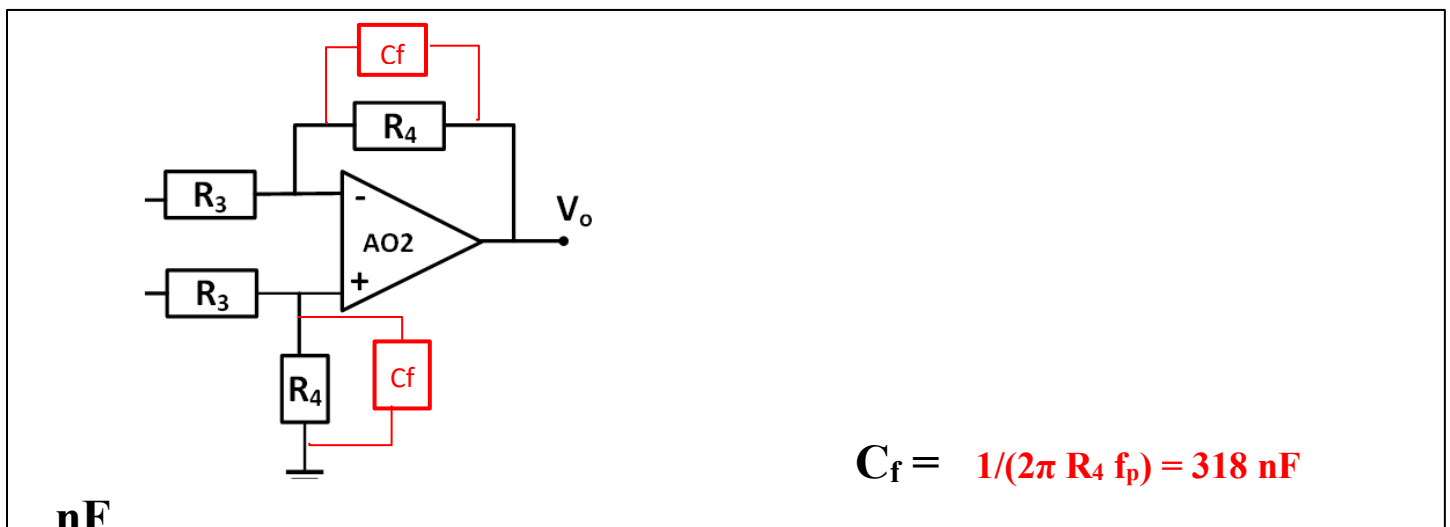 Cf
R4
R3
-
AO2
Vo
R3
+
R4
Cf
Cf = 1/(2π R4 fp) = 318 nF
nF